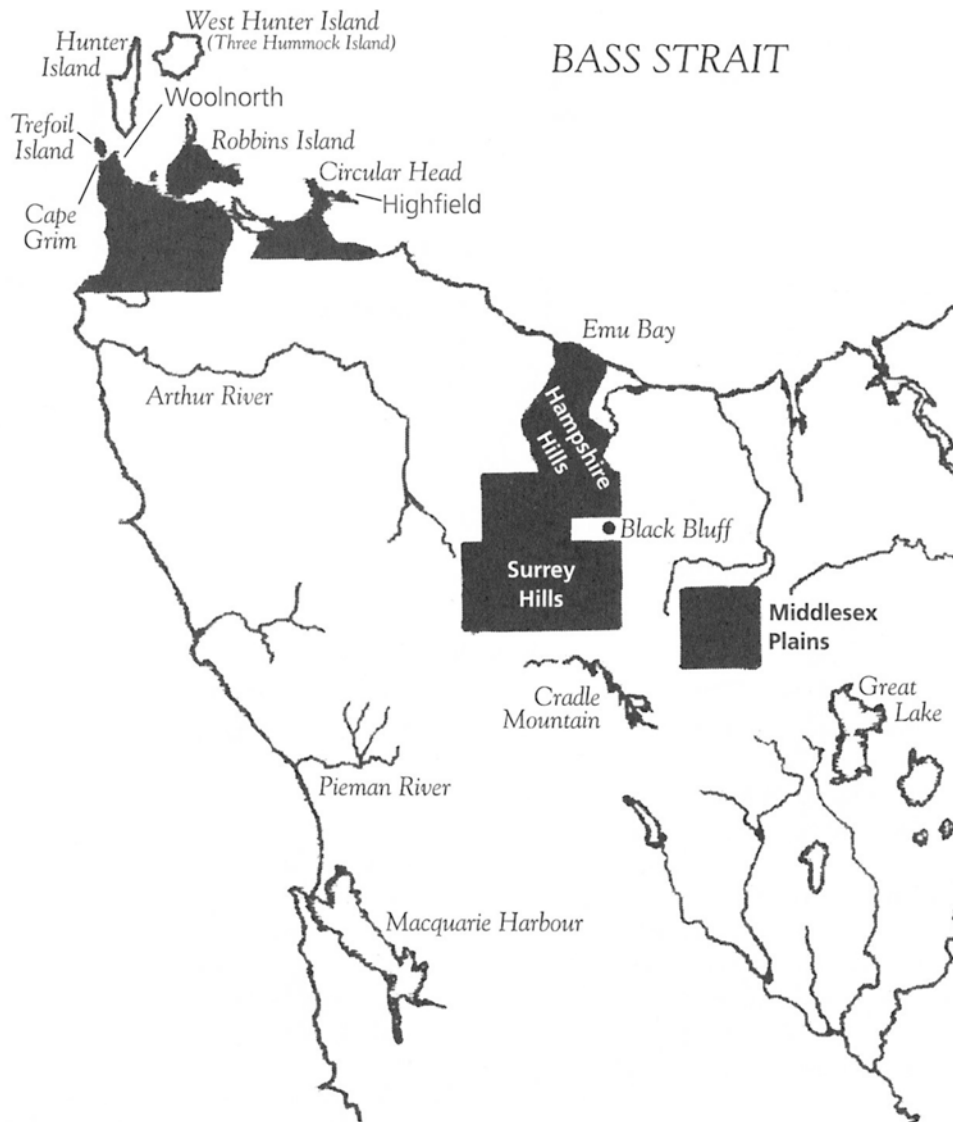 West Hunter Island
(Three Hummock Island)
Hunter
Island
BASS STRAIT
Woolnorth
Trefoil
Island
Robbins Island
Circular Head
Highfield
Cape
Grim
Emu Bay
Arthur River
Hampshire
Hills
Black Bluff
Surrey
Hills
Middlesex
Plains
Cradle
Mountain
Great
Lake
Pieman River
Macquarie Harbour